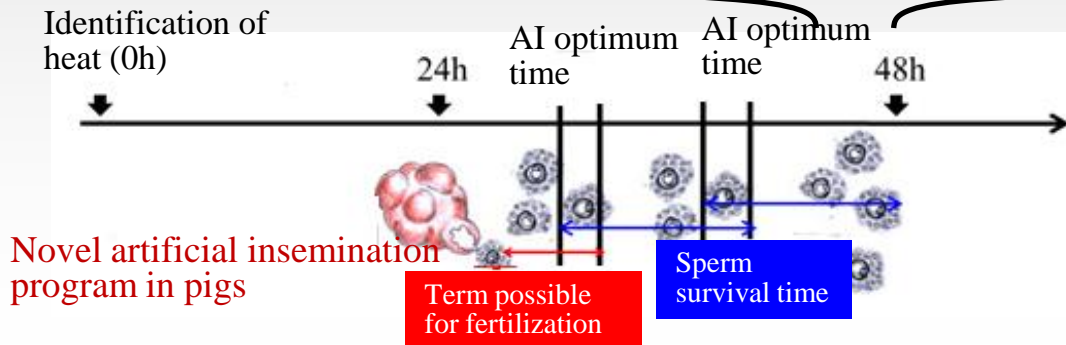 Identification of
heat (0h)
24h
AI optimum
time
AI optimum
time
48h
Novel artificial insemination
program in pigs
Term possible
for fertilization
Sperm
survival time